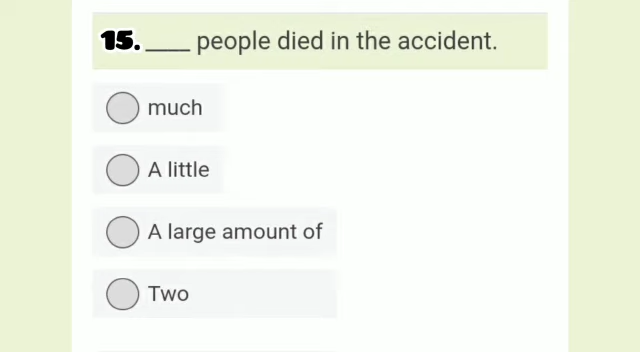 15. ____ people died in the accident.
much
A little
A large amount of
Two